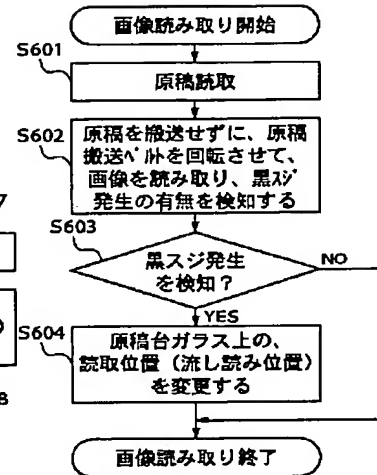 画像読み取り開始
S601
原稿読取
S602
原稿を搬送せずに、原稿
搬送ﾍﾞﾙﾄを回転させて、
画像を読み取り、黒ｽｼﾞ
発生の有無を検知する
7
S603
黒スジ発生
を検知？
NO
YES
S604
原稿台ガラス上の、
読取位置（流し読み位置）
を変更する
8
画像読み取り終了